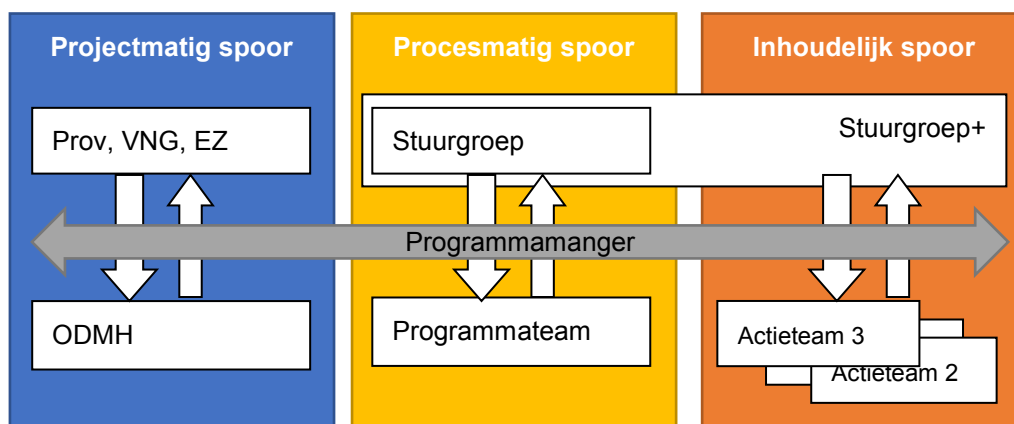 Projectmatig spoor
Procesmatig spoor
Inhoudelijk spoor
Prov, VNG, EZ
Stuurgroep
Stuurgroep+
Programmamanger
ODMH
Programmateam
Actieteam 3
Actieteam 2